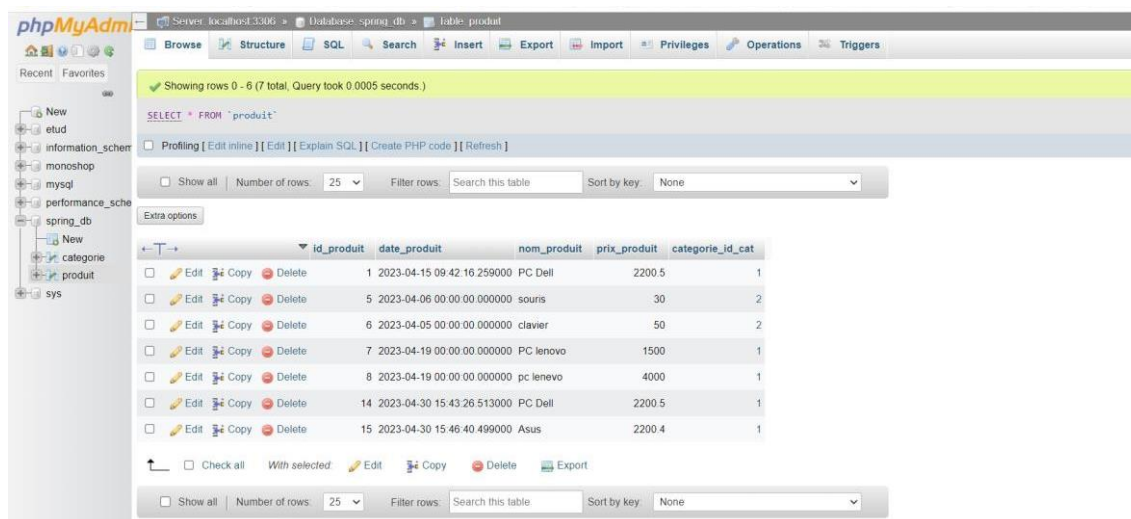 phpMyAdmi
Server: localhost:3306 » Database: spring_db » Table: produit
Browse Structure SQL Search Insert Export Import Privileges Operations Triggers
Recent Favorites
New
etud
information_schem
monoshop
mysql
performance_sche
spring_db
New
categorie
produit
sys
Showing rows 0 - 6 (7 total, Query took 0.0005 seconds.)
SELECT * FROM `produit`
Profiling [ Edit inline ] [ Edit ] [ Explain SQL ] [ Create PHP code ] [ Refresh ]
Show all | Number of rows: 25 Filter rows: Search this table Sort by key: None
Extra options
←T→ id_produit date_produit nom_produit prix_produit categorie_id_cat
Edit Copy Delete 1 2023-04-15 09:42:16.259000 PC Dell 2200.5 1
Edit Copy Delete 5 2023-04-06 00:00:00.000000 souris 30 2
Edit Copy Delete 6 2023-04-05 00:00:00.000000 clavier 50 2
Edit Copy Delete 7 2023-04-19 00:00:00.000000 PC lenovo 1500 1
Edit Copy Delete 8 2023-04-19 00:00:00.000000 pc lenevo 4000 1
Edit Copy Delete 14 2023-04-30 15:43:26.513000 PC Dell 2200.5 1
Edit Copy Delete 15 2023-04-30 15:46:40.499000 Asus 2200.4 1
Check all With selected: Edit Copy Delete Export
Show all | Number of rows: 25 Filter rows: Search this table Sort by key: None